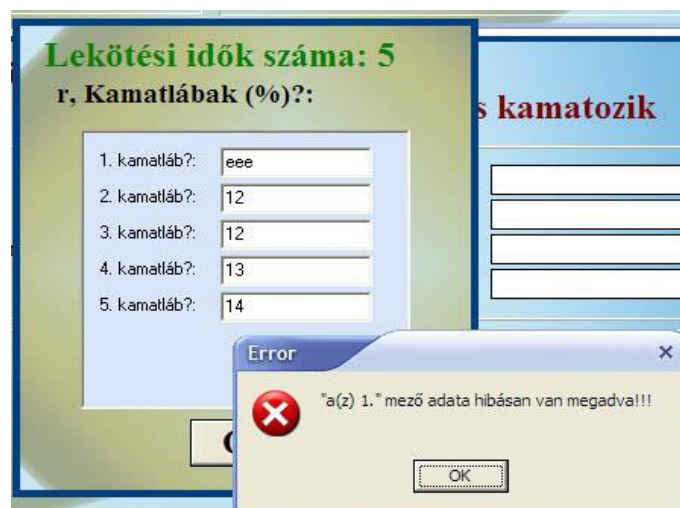 Lekötési idők száma: 5
r, Kamatlábak (%)?:
s kamatozik
1. kamatláb?: eee
2. kamatláb?: 12
3. kamatláb?: 12
4. kamatláb?: 13
5. kamatláb?: 14
Error
"a(z) 1." mező adata hibásan van megadva!!!
OK